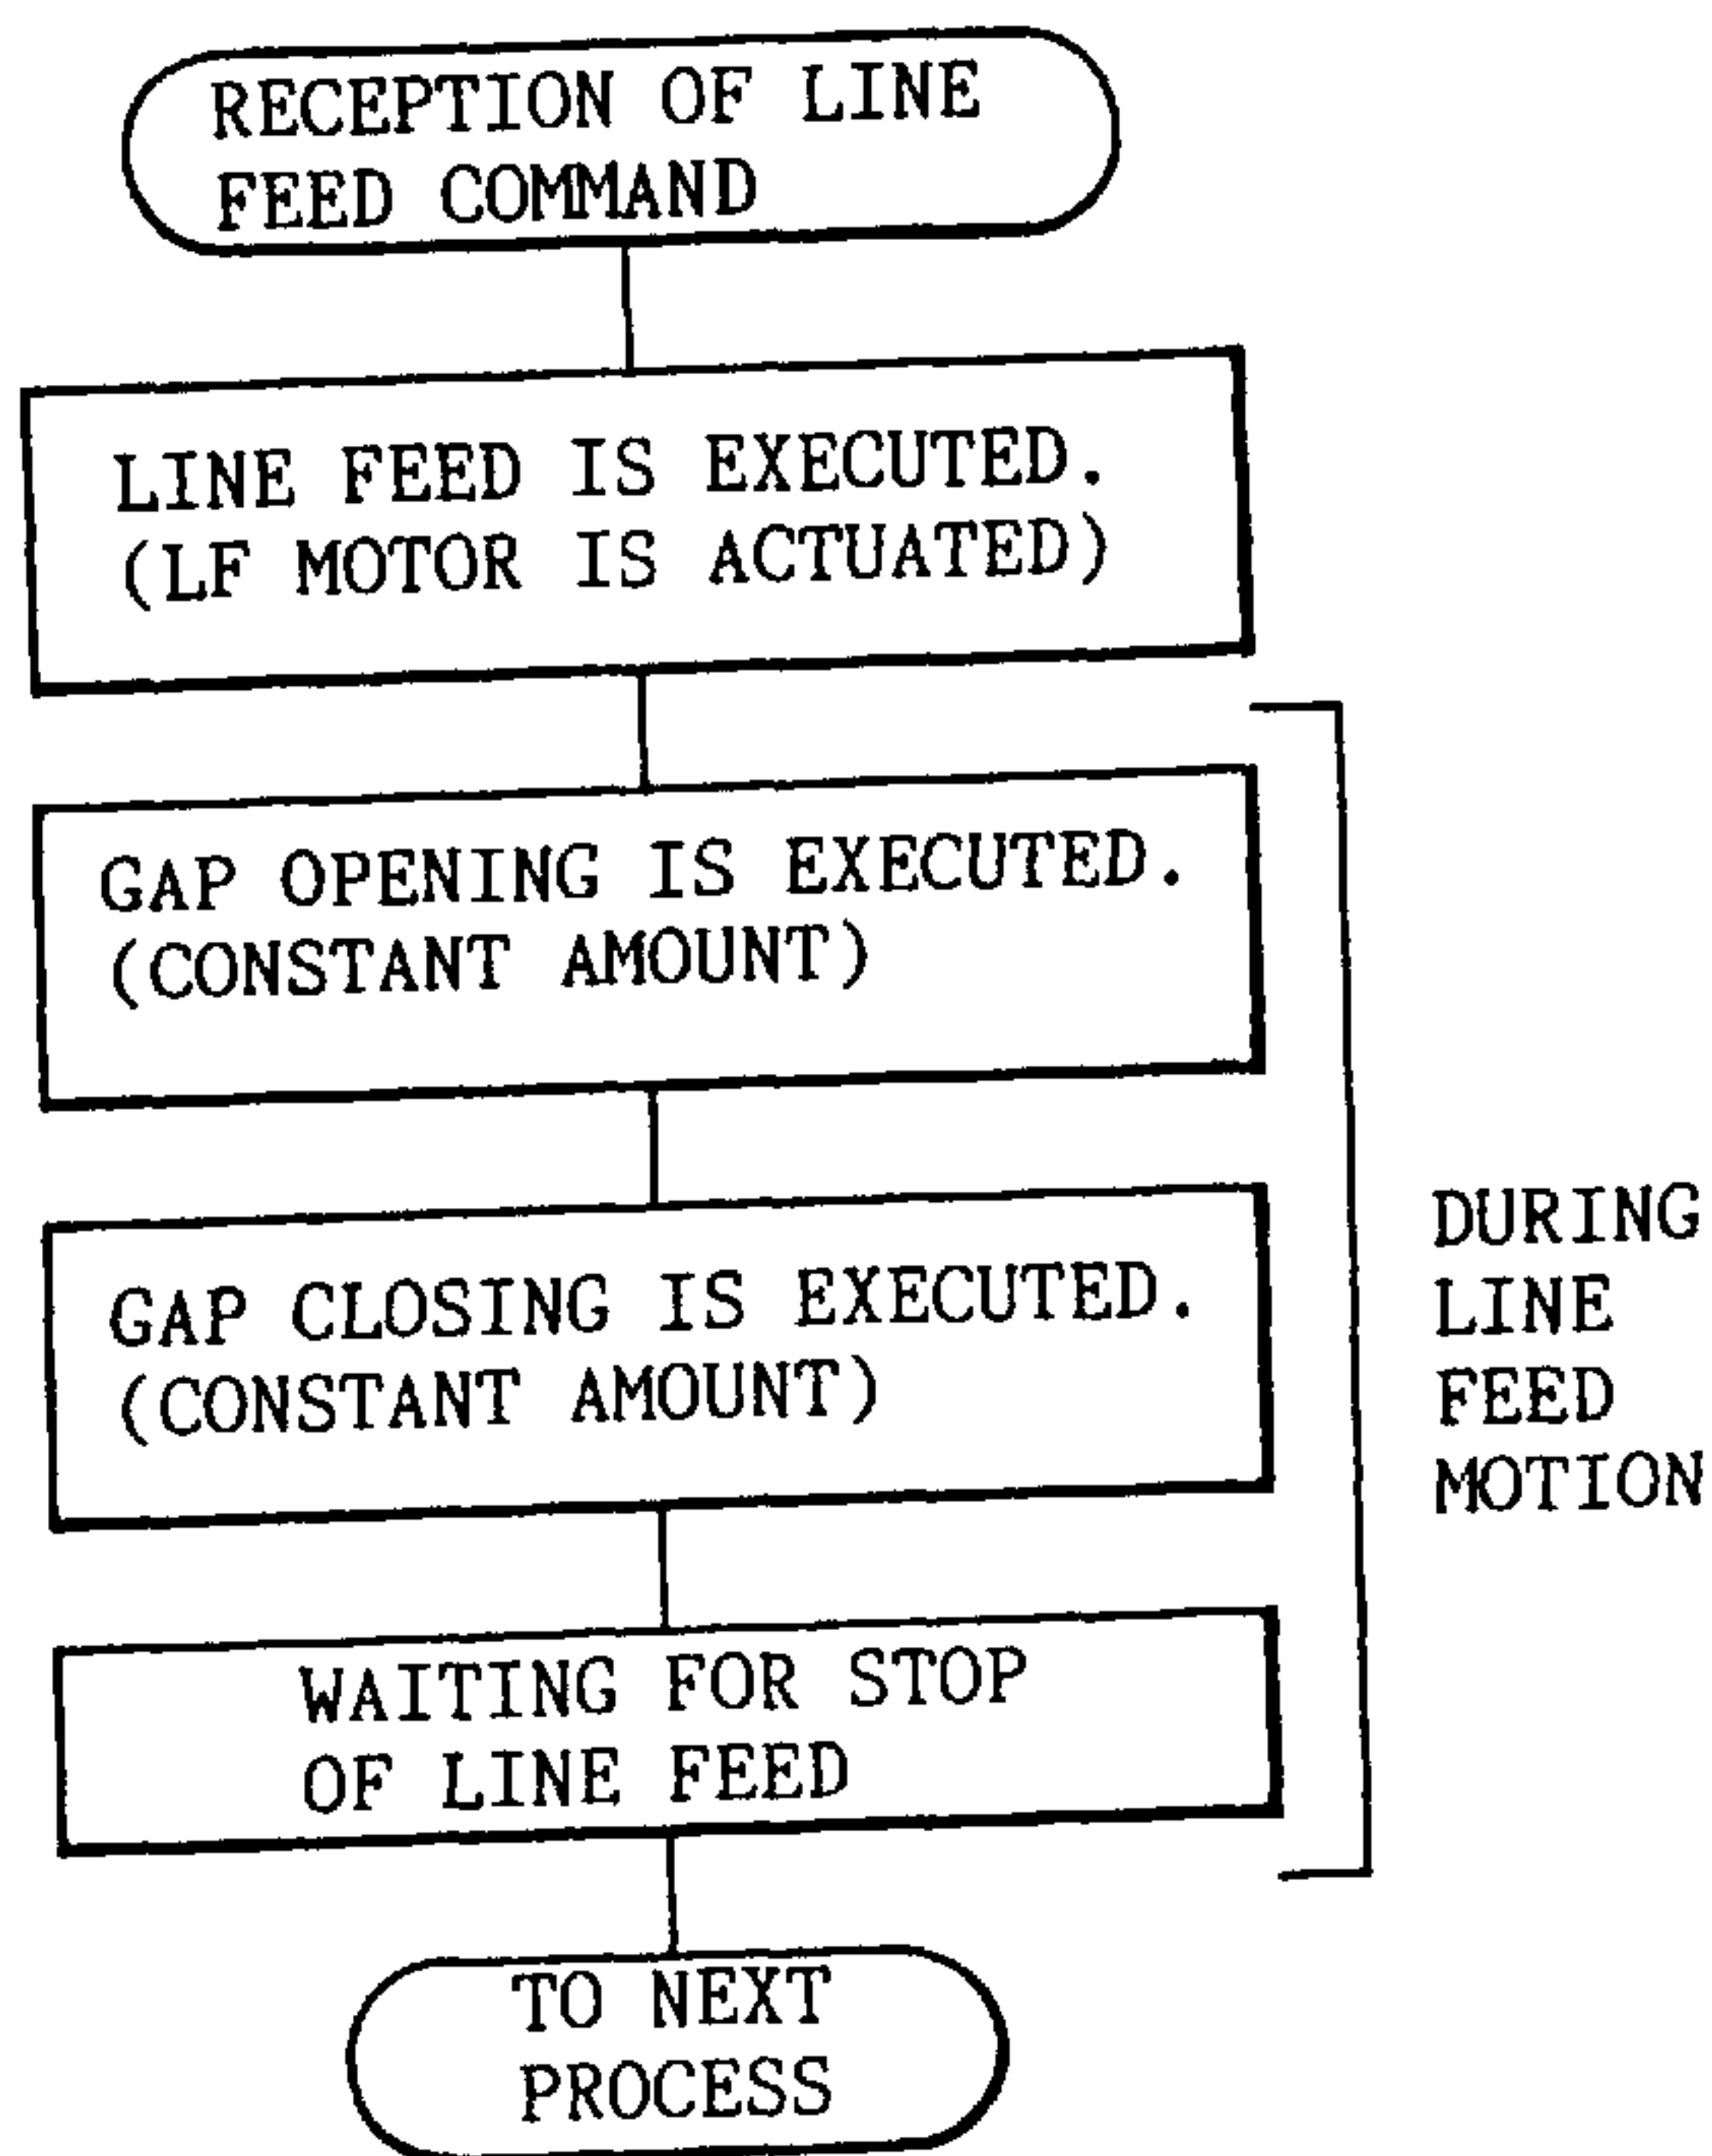 RECEPTION OF LINE
FEED COMMAND
LINE FEED IS EXECUTED.
(LF MOTOR IS ACTUATED)
GAP OPENING IS EXECUTED.
(CONSTANT AMOUNT)
GAP CLOSING IS EXECUTED.
(CONSTANT AMOUNT)
DURING
LINE
FEED
MOTION
WAITING FOR STOP
OF LINE FEED
TO NEXT
PROCESS